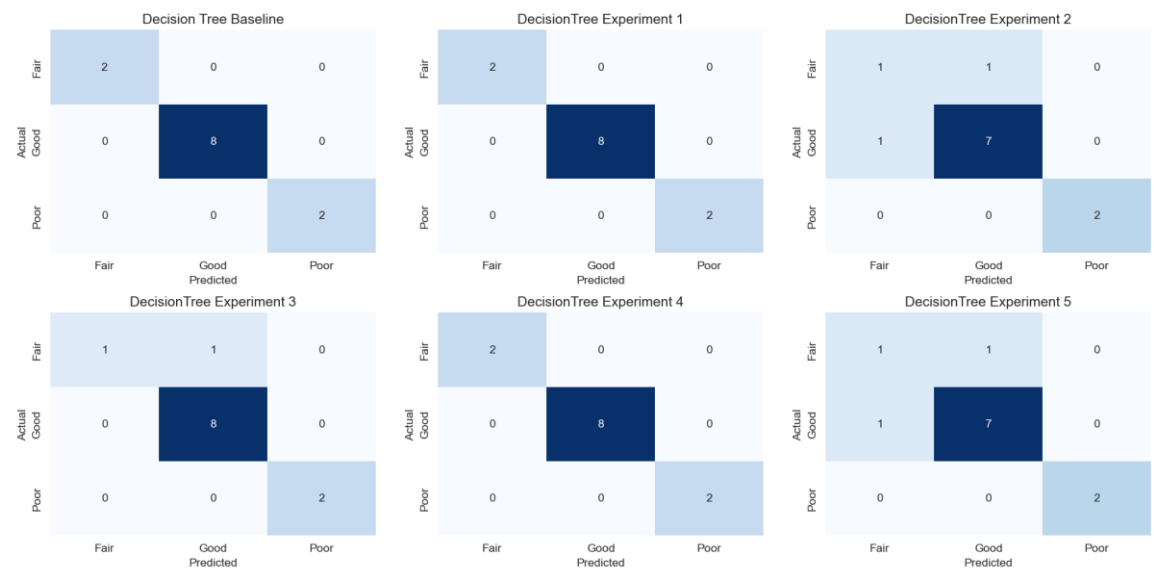 Decision Tree Baseline
Fair
Actual
Good
Poor
2 0 0
0 8 0
0 0 2
Fair Good Poor
Predicted
DecisionTree Experiment 1
Fair
Actual
Good
Poor
2 0 0
0 8 0
0 0 2
Fair Good Poor
Predicted
DecisionTree Experiment 2
Fair
Actual
Good
Poor
1 1 0
1 7 0
0 0 2
Fair Good Poor
Predicted
DecisionTree Experiment 3
Fair
Actual
Good
Poor
1 1 0
0 8 0
0 0 2
Fair Good Poor
Predicted
DecisionTree Experiment 4
Fair
Actual
Good
Poor
2 0 0
0 8 0
0 0 2
Fair Good Poor
Predicted
DecisionTree Experiment 5
Fair
Actual
Good
Poor
1 1 0
1 7 0
0 0 2
Fair Good Poor
Predicted